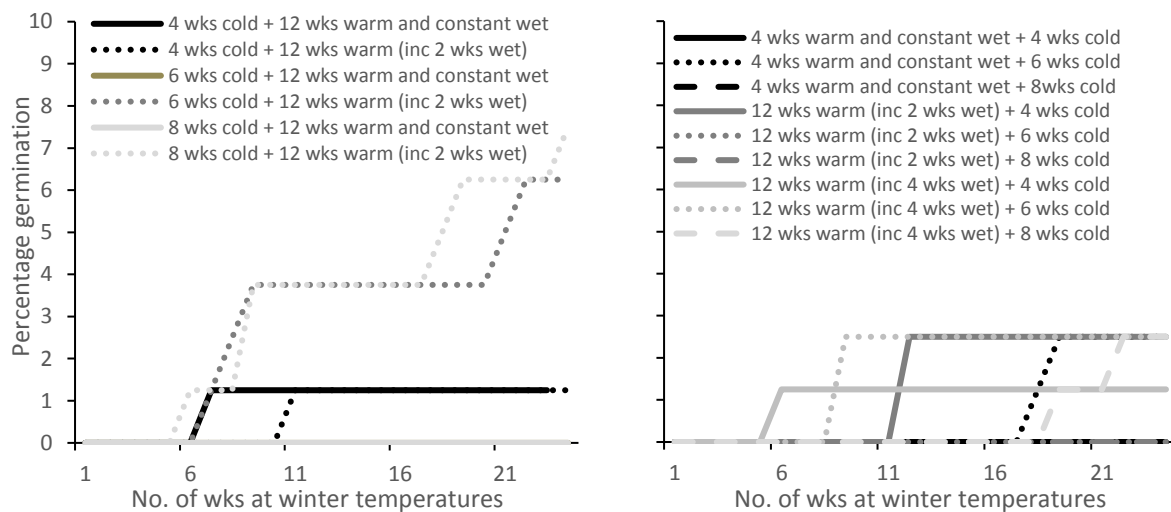 10
9
8
7
6
5
4
3
2
1
0
Percentage germination
4 wks cold + 12 wks warm and constant wet
4 wks cold + 12 wks warm (inc 2 wks wet)
6 wks cold + 12 wks warm and constant wet
6 wks cold + 12 wks warm (inc 2 wks wet)
8 wks cold + 12 wks warm and constant wet
8 wks cold + 12 wks warm (inc 2 wks wet)
1 6 11 16 21
No. of wks at winter temperatures
4 wks warm and constant wet + 4 wks cold
4 wks warm and constant wet + 6 wks cold
4 wks warm and constant wet + 8wks cold
12 wks warm (inc 2 wks wet) + 4 wks cold
12 wks warm (inc 2 wks wet) + 6 wks cold
12 wks warm (inc 2 wks wet) + 8 wks cold
12 wks warm (inc 4 wks wet) + 4 wks cold
12 wks warm (inc 4 wks wet) + 6 wks cold
12 wks warm (inc 4 wks wet) + 8 wks cold
1 6 11 16 21
No. of wks at winter temperatures